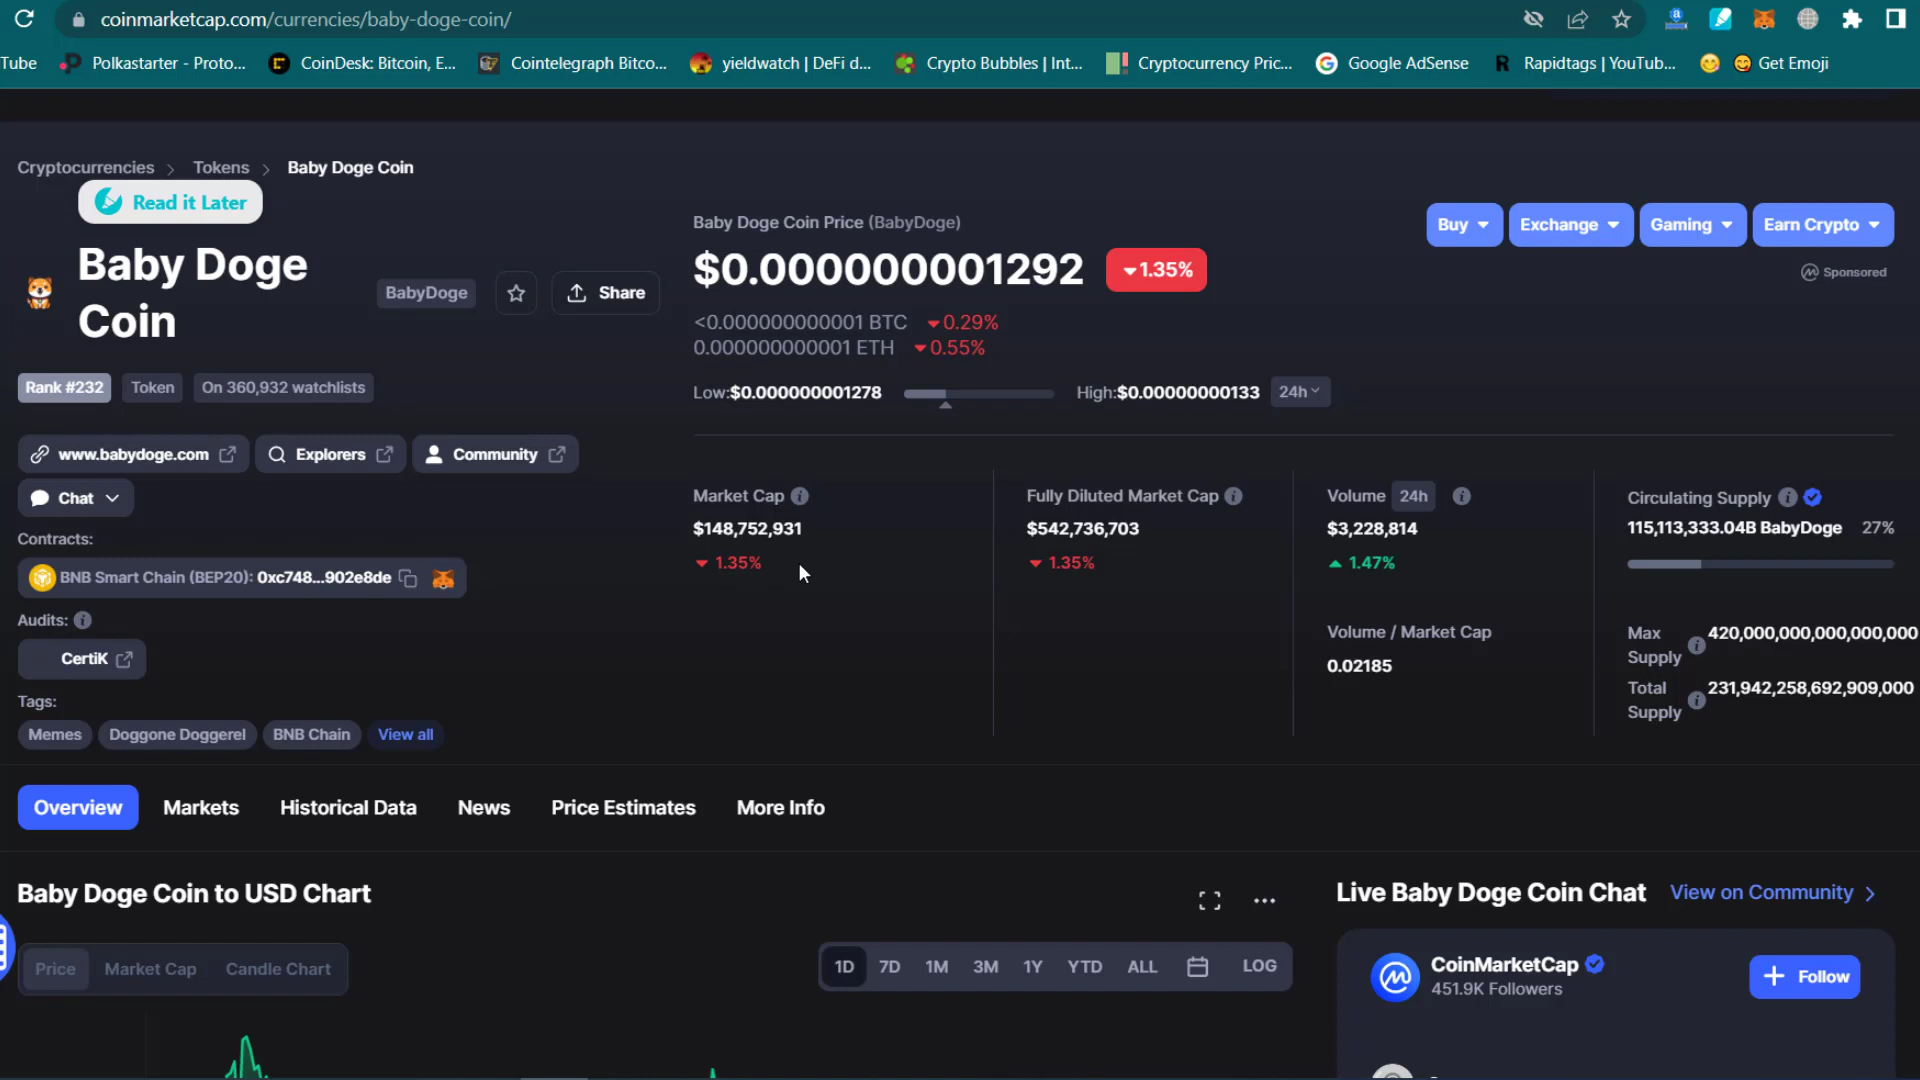 coinmarketcap.com/currencies/baby-doge-coin/
Tube Polkastarter - Proto... CoinDesk: Bitcoin, E... Cointelegraph Bitco... yieldwatch | DeFi d... Crypto Bubbles | Int... Cryptocurrency Pric... Google AdSense Rapidtags | YouTub... Get Emoji
Cryptocurrencies > Tokens > Baby Doge Coin
Read it Later
Baby Doge
Coin
BabyDoge
Share
Rank #232 Token On 360,932 watchlists
www.babydoge.com Explorers Community
Chat
Contracts:
BNB Smart Chain (BEP20): 0xc748...902e8de
Audits:
CertiK
Tags:
Memes Doggone Doggerel BNB Chain View all
Baby Doge Coin Price (BabyDoge)
$0.000000001292 1.35%
<0.000000000001 BTC 0.29%
0.000000000001 ETH 0.55%
Low:$0.000000001278 High:$0.00000000133 24h
Buy Exchange Gaming Earn Crypto
Sponsored
Market Cap
$148,752,931
1.35%
Fully Diluted Market Cap
$542,736,703
1.35%
Volume 24h
$3,228,814
1.47%
Volume / Market Cap
0.02185
Circulating Supply
115,113,333.04B BabyDoge 27%
Max Supply 420,000,000,000,000,000
Total Supply 231,942,258,692,909,000
Overview Markets Historical Data News Price Estimates More Info
Baby Doge Coin to USD Chart
Price Market Cap Candle Chart
1D 7D 1M 3M 1Y YTD ALL LOG
Live Baby Doge Coin Chat View on Community >
CoinMarketCap
451.9K Followers
+ Follow